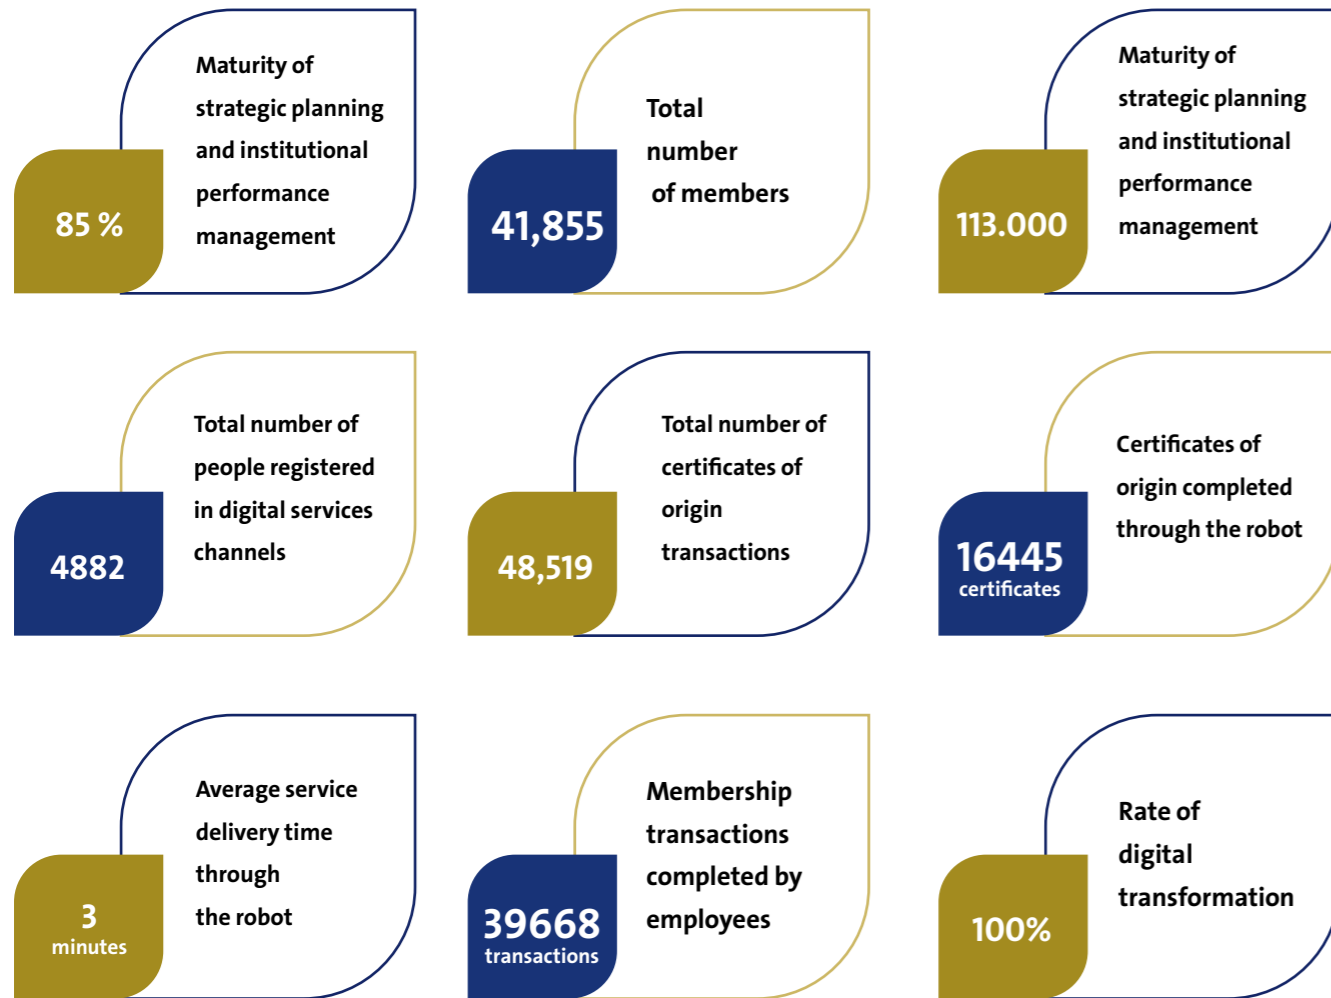 Maturity of
strategic planning
and institutional
performance
management
85 %
Total
number
of members
41,855
Maturity of
strategic planning
and institutional
performance
management
113.000
Total number of
people registered
in digital services
channels
4882
Total number of
certificates of
origin
transactions
48,519
Certificates of
origin completed
through the robot
16445
certificates
Average service
delivery time
through
the robot
3
minutes
Membership
transactions
completed by
employees
39668
transactions
Rate of
digital
transformation
100%